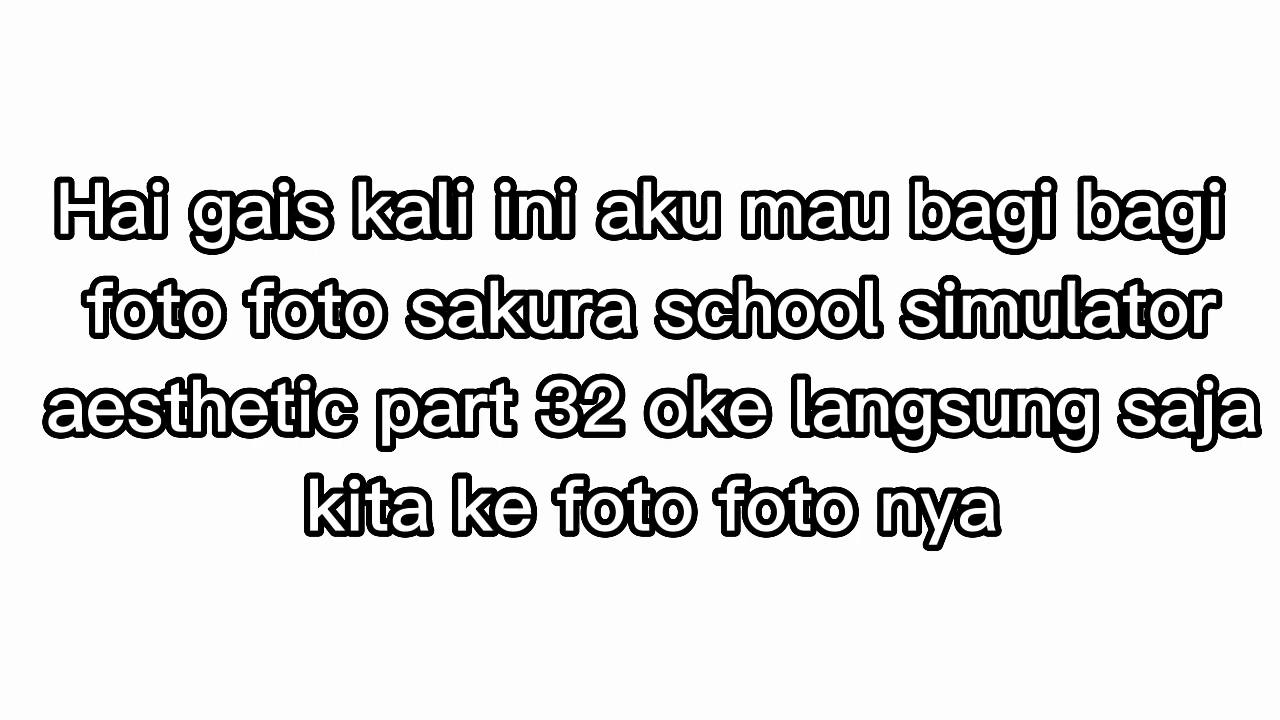 Hai gais kali ini aku mau bagi bagi
foto foto sakura school simulator
aesthetic part 32 oke langsung saja
kita ke foto foto nya